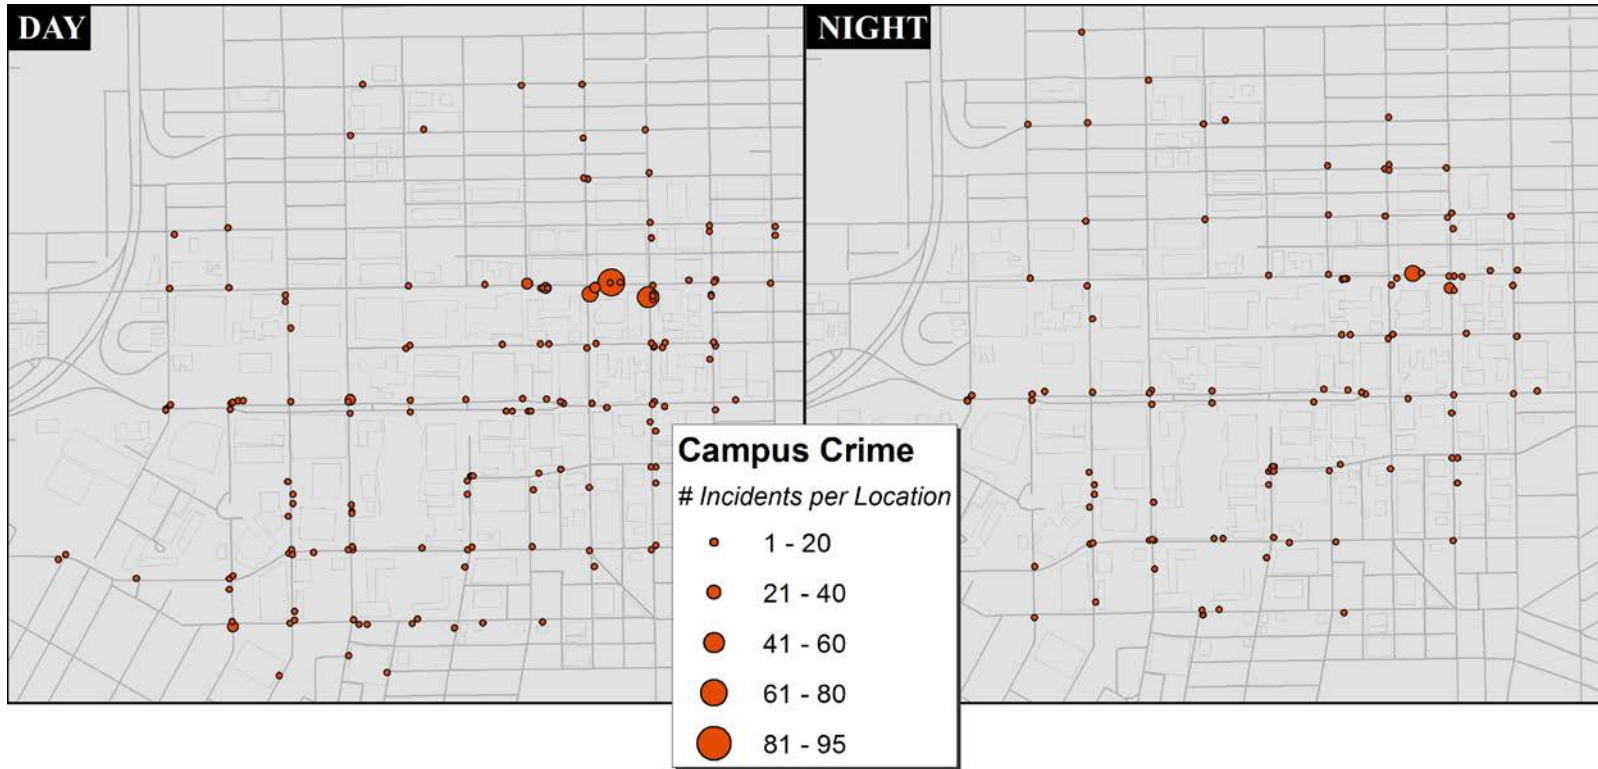 DAY
NIGHT
Campus Crime
# Incidents per Location
1 - 20
21 - 40
41 - 60
61 - 80
81 - 95